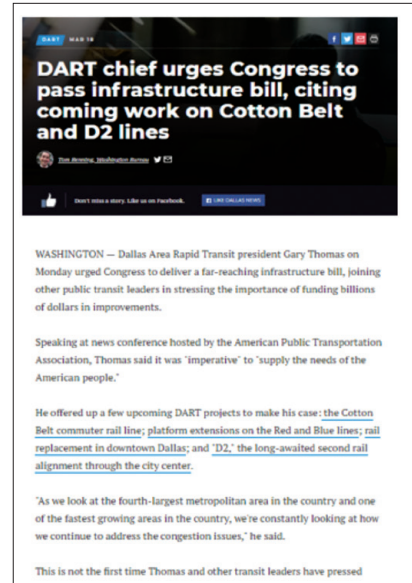 DART MAR 18
DART chief urges Congress to
pass infrastructure bill, citing
coming work on Cotton Belt
and D2 lines
Tom Benning, Washington Bureau
Don't miss a story. Like us on Facebook. LIKE DALLAS NEWS
WASHINGTON — Dallas Area Rapid Transit president Gary Thomas on
Monday urged Congress to deliver a far-reaching infrastructure bill, joining
other public transit leaders in stressing the importance of funding billions
of dollars in improvements.
Speaking at news conference hosted by the American Public Transportation
Association, Thomas said it was "imperative" to "supply the needs of the
American people."
He offered up a few upcoming DART projects to make his case: the Cotton
Belt commuter rail line; platform extensions on the Red and Blue lines; rail
replacement in downtown Dallas; and "D2," the long-awaited second rail
alignment through the city center.
"As we look at the fourth-largest metropolitan area in the country and one
of the fastest growing areas in the country, we're constantly looking at how
we continue to address the congestion issues," he said.
This is not the first time Thomas and other transit leaders have pressed